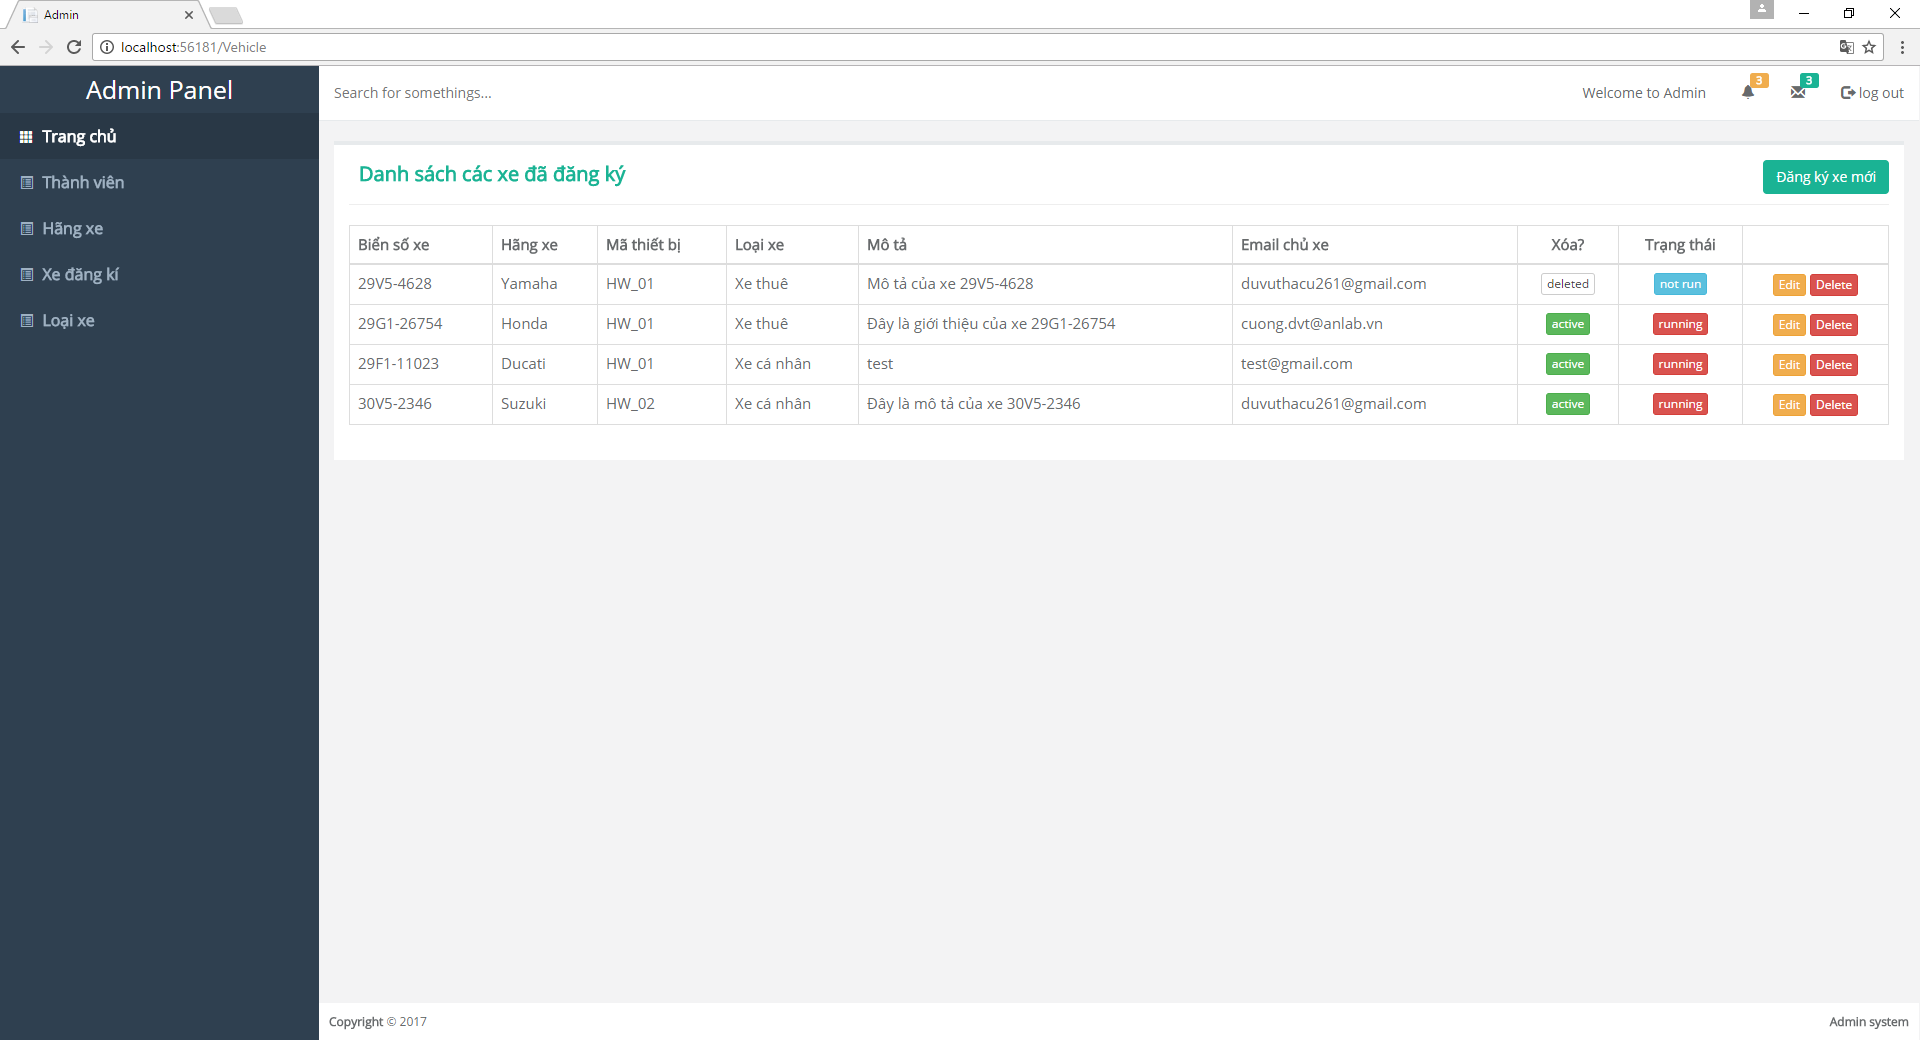 Admin
localhost:56181/Vehicle
Admin Panel
Search for somethings...
Welcome to Admin
3
3
log out
Trang chủ
Thành viên
Hãng xe
Xe đăng kí
Loại xe
Danh sách các xe đã đăng ký
Đăng ký xe mới
Biển số xe Hãng xe Mã thiết bị Loại xe Mô tả Email chủ xe Xóa? Trạng thái
29V5-4628 Yamaha HW_01 Xe thuê Mô tả của xe 29V5-4628 duvuthacu261@gmail.com deleted not run Edit Delete
29G1-26754 Honda HW_01 Xe thuê Đây là giới thiệu của xe 29G1-26754 cuong.dvt@anlab.vn active running Edit Delete
29F1-11023 Ducati HW_01 Xe cá nhân test test@gmail.com active running Edit Delete
30V5-2346 Suzuki HW_02 Xe cá nhân Đây là mô tả của xe 30V5-2346 duvuthacu261@gmail.com active running Edit Delete
Copyright © 2017
Admin system